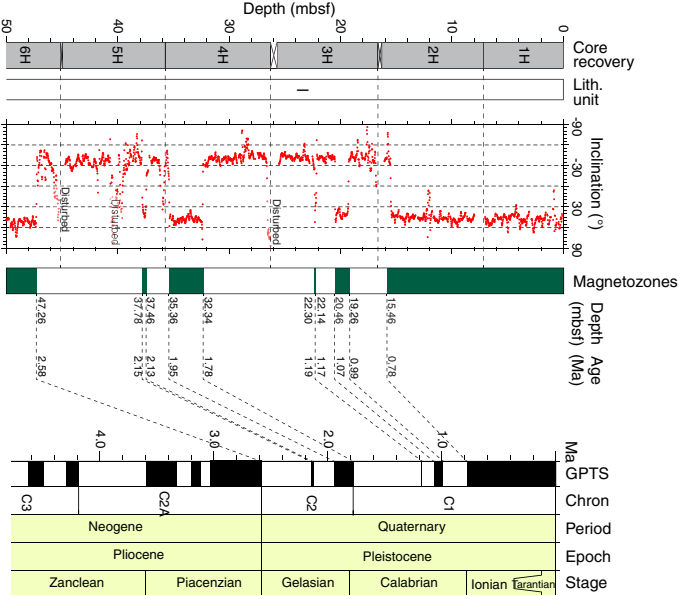 Depth (mbsf)
50 40 30 20 10 0
Core
recovery
6H 5H 4H 3H 2H 1H
Lith.
unit
I
-90
-30
30
90
Inclination (°)
Disturbed
Disturbed
Disturbed
Magnetozones
47.26 37.78 37.46 35.36 32.34 22.30 22.14 20.46 19.26 15.46
Depth
(mbsf)
2.58 2.15 2.13 1.95 1.78 1.19 1.17 1.07 0.99 0.78
Age
(Ma)
4.0 3.0 2.0 1.0 Ma
GPTS
C3 C2A C2 C1 Chron
Neogene Quaternary Period
Pliocene Pleistocene Epoch
Zanclean Piacenzian Gelasian Calabrian Ionian Tarantian Stage